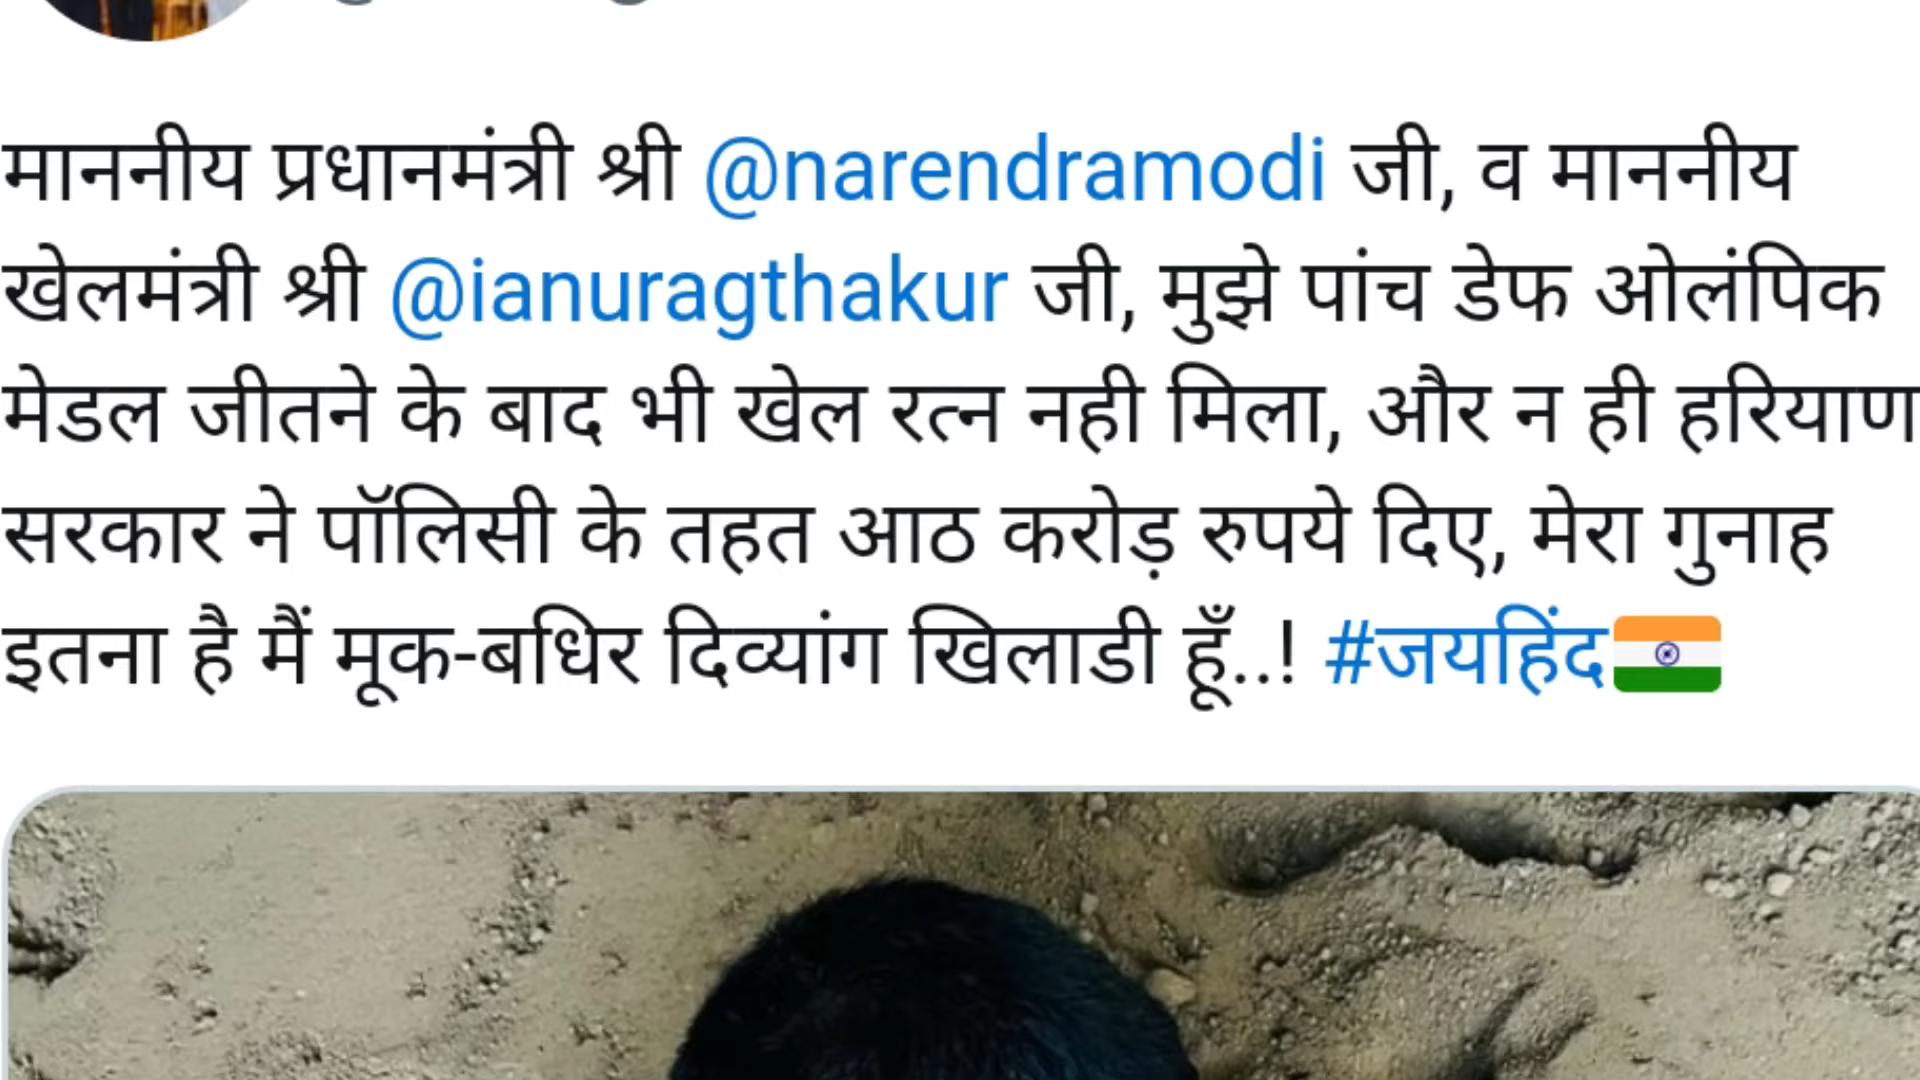 माननीय प्रधानमंत्री श्री @narendramodi जी, व माननीय
खेलमंत्री श्री @ianuragthakur जी, मुझे पांच डेफ ओलंपिक
मेडल जीतने के बाद भी खेल रत्न नही मिला, और न ही हरियाण
सरकार ने पॉलिसी के तहत आठ करोड़ रुपये दिए, मेरा गुनाह
इतना है मैं मूक-बधिर दिव्यांग खिलाडी हूँ..! #जयहिंद